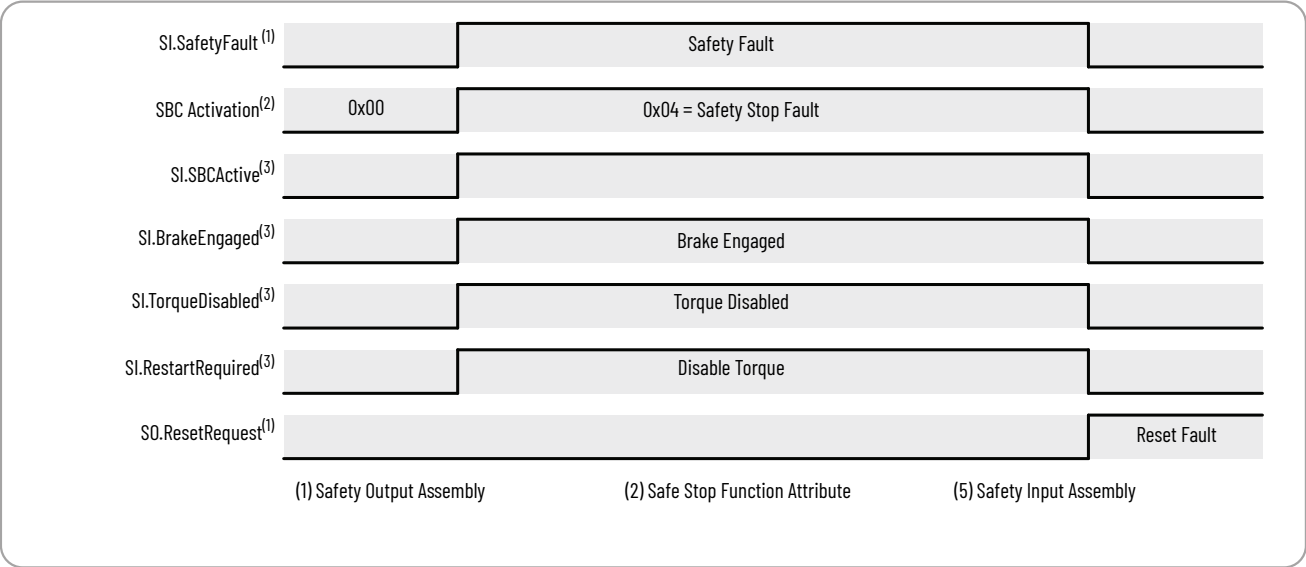 SI.SafetyFault (1)
Safety Fault
SBC Activation(2)
0x00
0x04 = Safety Stop Fault
SI.SBCActive(3)
SI.BrakeEngaged(3)
Brake Engaged
SI.TorqueDisabled(3)
Torque Disabled
SI.RestartRequired(3)
Disable Torque
SO.ResetRequest(1)
Reset Fault
(1) Safety Output Assembly
(2) Safe Stop Function Attribute
(5) Safety Input Assembly